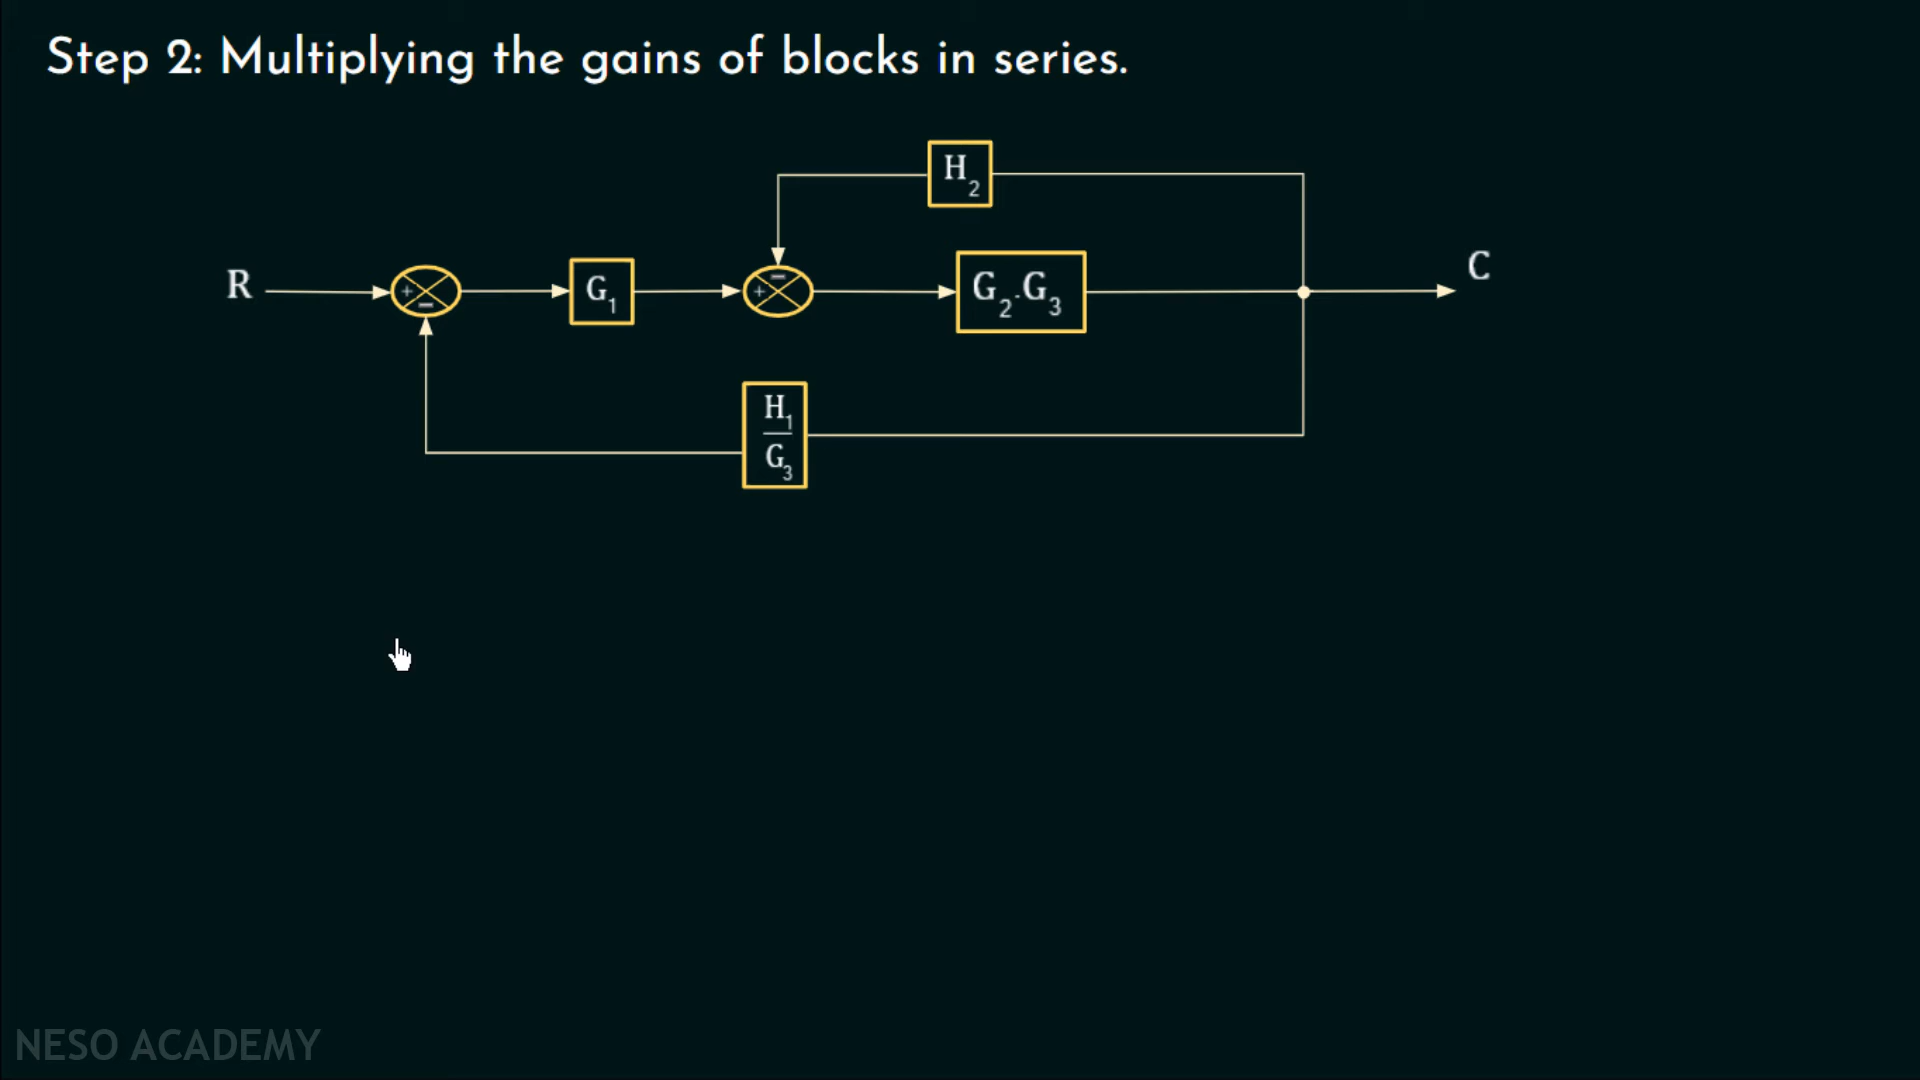 Step 2: Multiplying the gains of blocks in series.
H₂
R
+
−
G₁
+
−
G₂.G₃
C
H₁
G₃
NESO ACADEMY